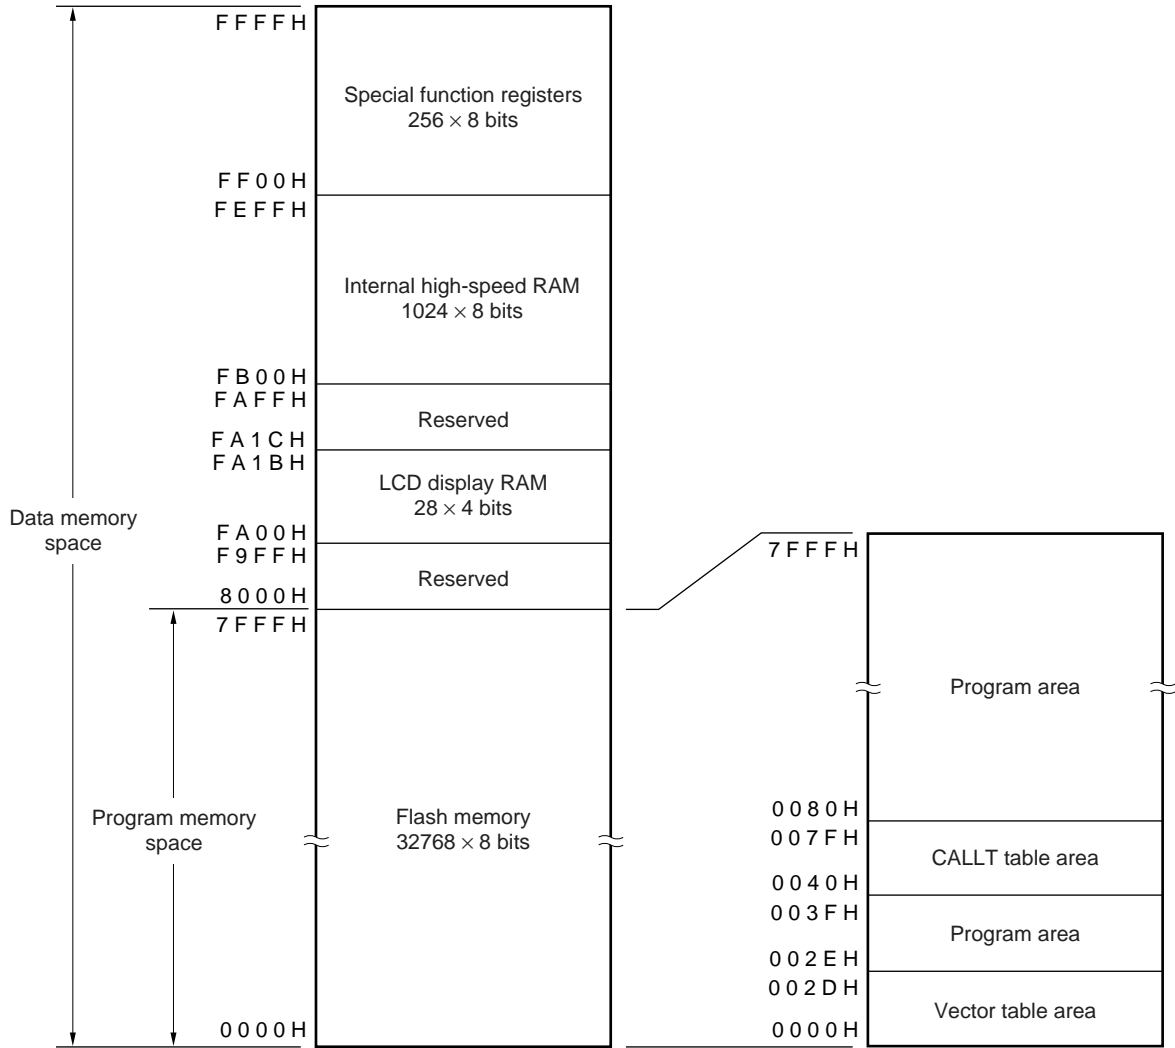 FFFFH
Special function registers
256 × 8 bits
FF00H
FEFFH
Internal high-speed RAM
1024 × 8 bits
FB00H
FAFFH
Reserved
FA1CH
FA1BH
LCD display RAM
28 × 4 bits
Data memory
space
FA00H
F9FFH
Reserved
8000H
7FFFH
Program memory
space
Flash memory
32768 × 8 bits
0000H
7FFFH
Program area
0080H
007FH
CALLT table area
0040H
003FH
Program area
002EH
002DH
Vector table area
0000H